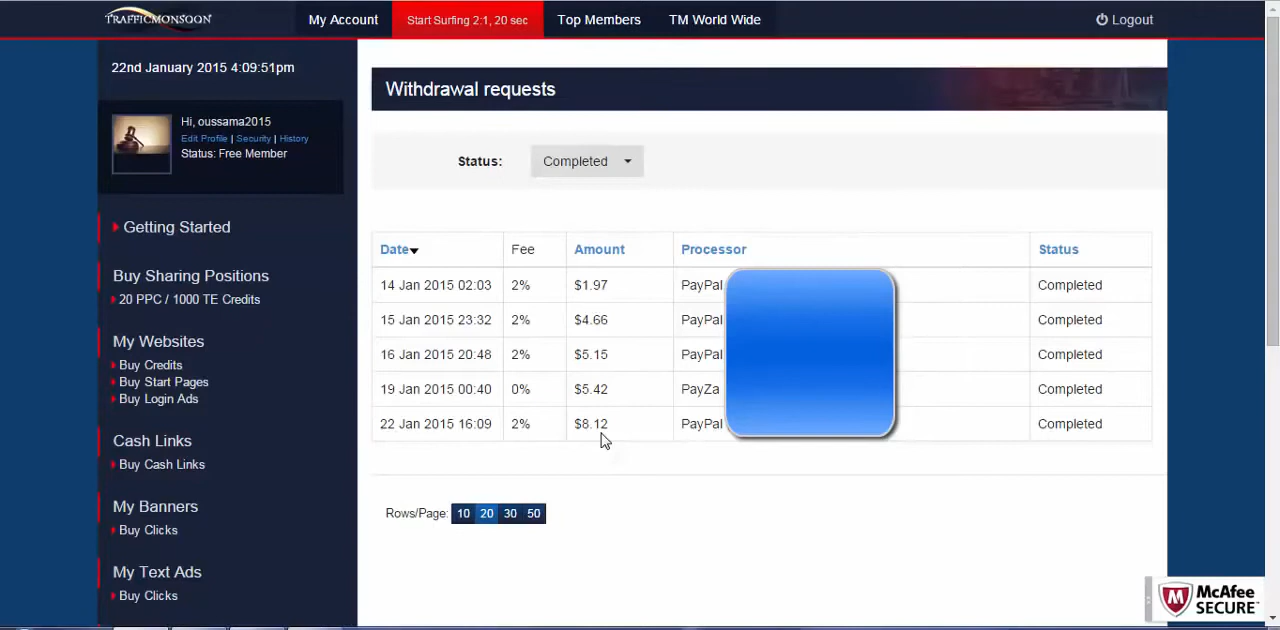 TRAFFICMONSOON
My Account
Start Surfing 2:1, 20 sec
Top Members
TM World Wide
Logout
22nd January 2015 4:09:51pm
Hi, oussama2015
Edit Profile | Security | History
Status: Free Member
Getting Started
Buy Sharing Positions
20 PPC / 1000 TE Credits
My Websites
Buy Credits
Buy Start Pages
Buy Login Ads
Cash Links
Buy Cash Links
My Banners
Buy Clicks
My Text Ads
Buy Clicks
Withdrawal requests
Status: Completed
Date Fee Amount Processor Status
14 Jan 2015 02:03 2% $1.97 PayPal Completed
15 Jan 2015 23:32 2% $4.66 PayPal Completed
16 Jan 2015 20:48 2% $5.15 PayPal Completed
19 Jan 2015 00:40 0% $5.42 PayZa Completed
22 Jan 2015 16:09 2% $8.12 PayPal Completed
Rows/Page: 10 20 30 50
McAfee
SECURE